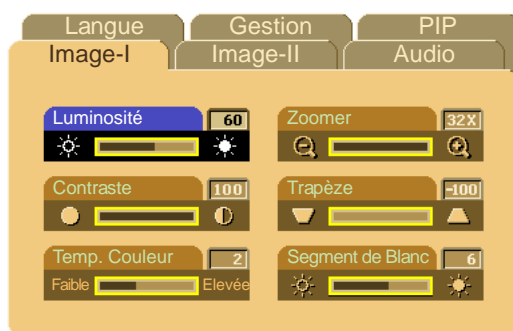 Langue Gestion PIP
Image-I Image-II Audio
Luminosité 60
Zoomer 32X
Contraste 100
Trapèze -100
Temp. Couleur 2
Faible Elevée
Segment de Blanc 6